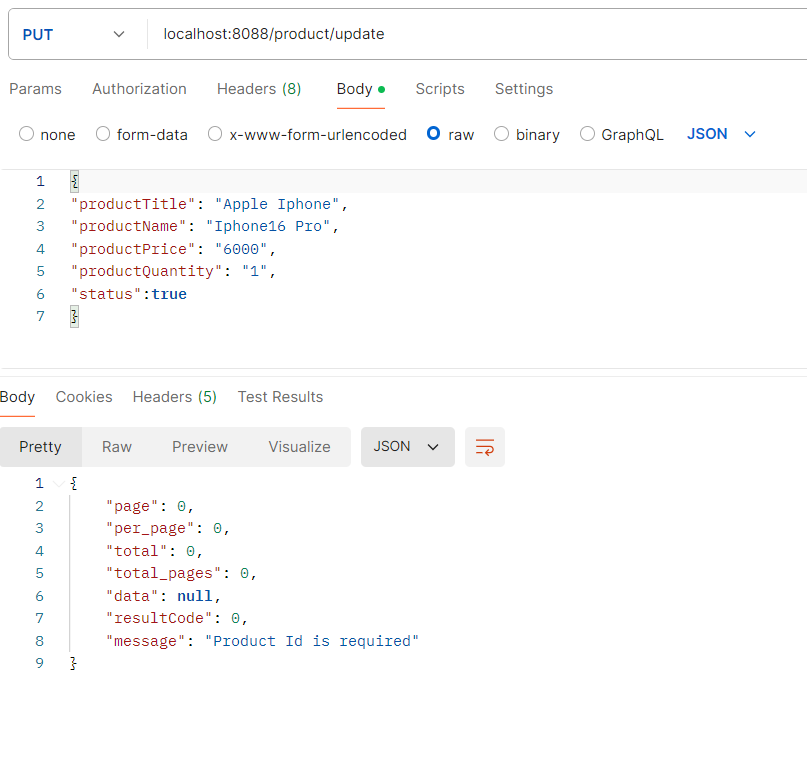 PUT localhost:8088/product/update
Params Authorization Headers (8) Body Scripts Settings
none form-data x-www-form-urlencoded raw binary GraphQL JSON
1 {
2 "productTitle": "Apple Iphone",
3 "productName": "Iphone16 Pro",
4 "productPrice": "6000",
5 "productQuantity": "1",
6 "status":true
7 }
Body Cookies Headers (5) Test Results
Pretty Raw Preview Visualize JSON
1 {
2 "page": 0,
3 "per_page": 0,
4 "total": 0,
5 "total_pages": 0,
6 "data": null,
7 "resultCode": 0,
8 "message": "Product Id is required"
9 }